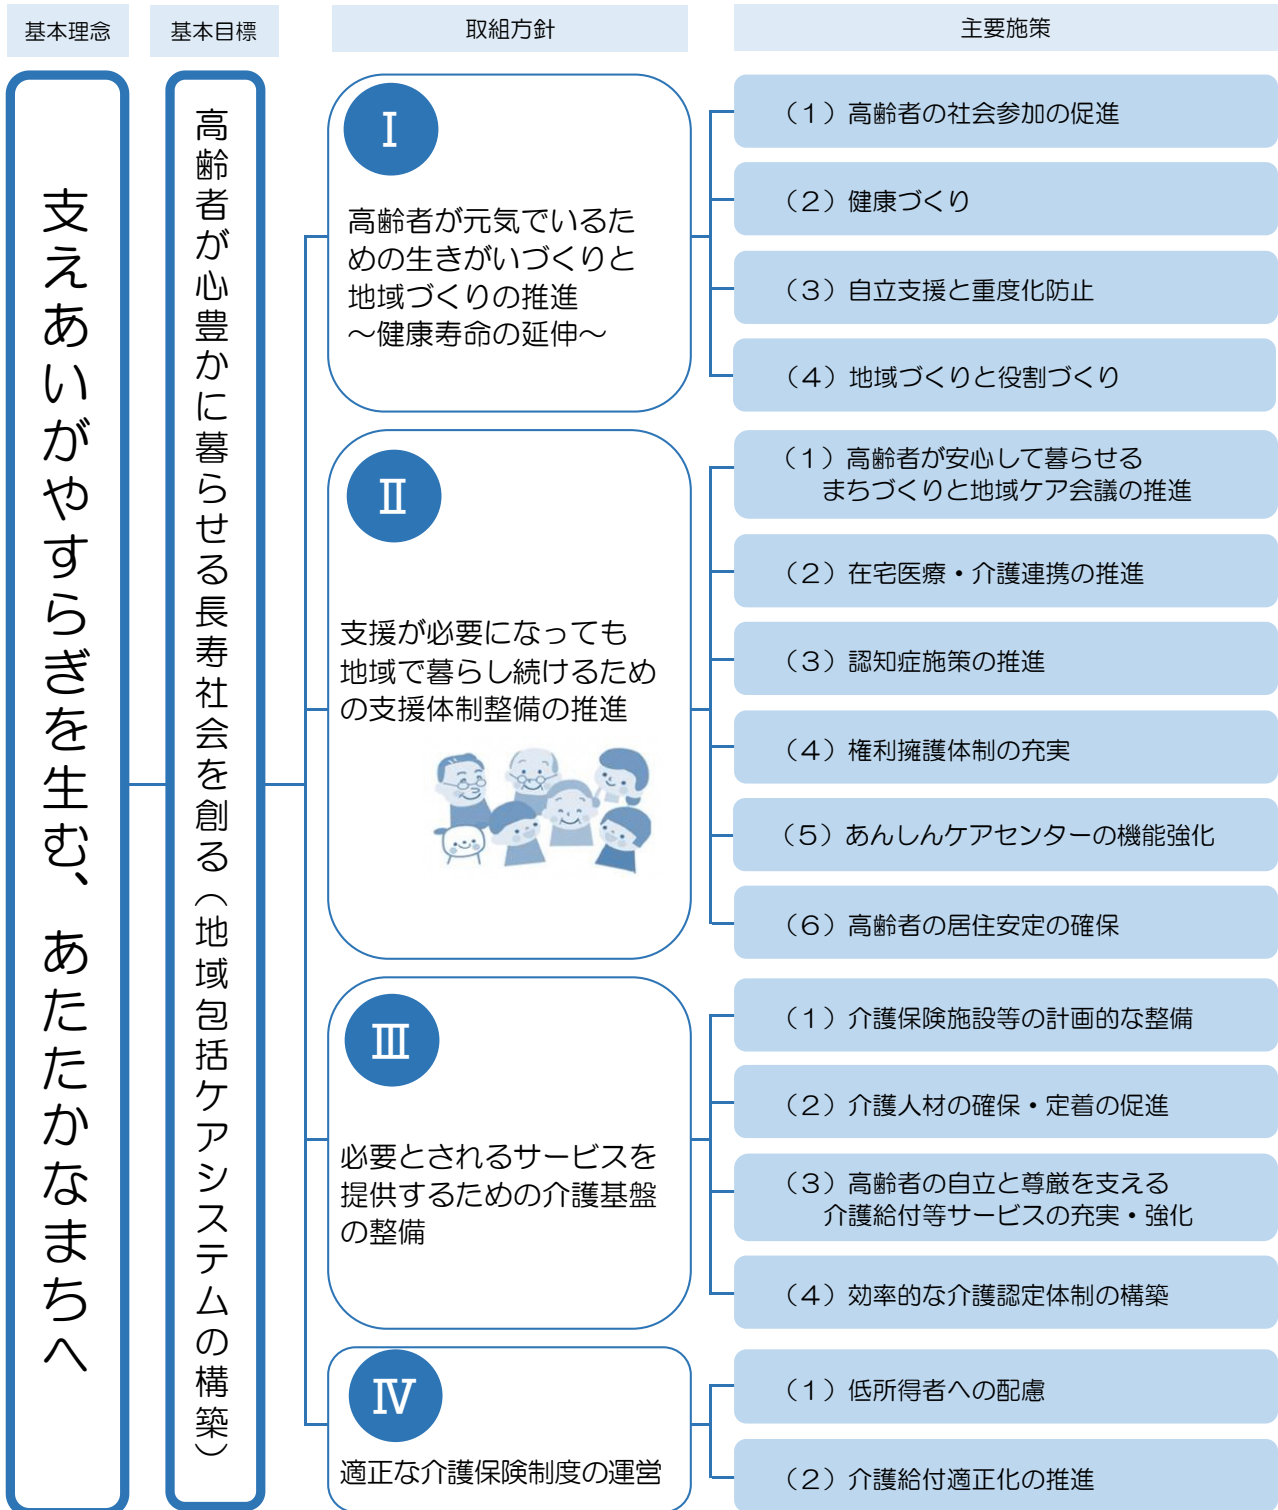 基本理念
基本目標
取組方針
主要施策
支えあいがやすらぎを生む、あたたかなまちへ
高齢者が心豊かに暮らせる長寿社会を創る（地域包括ケアシステムの構築）
Ⅰ
高齢者が元気でいるた
めの生きがいづくりと
地域づくりの推進
～健康寿命の延伸～
（1）高齢者の社会参加の促進
（2）健康づくり
（3）自立支援と重度化防止
（4）地域づくりと役割づくり
Ⅱ
支援が必要になっても
地域で暮らし続けるため
の支援体制整備の推進
（1）高齢者が安心して暮らせる
まちづくりと地域ケア会議の推進
（2）在宅医療・介護連携の推進
（3）認知症施策の推進
（4）権利擁護体制の充実
（5）あんしんケアセンターの機能強化
（6）高齢者の居住安定の確保
Ⅲ
必要とされるサービスを
提供するための介護基盤
の整備
（1）介護保険施設等の計画的な整備
（2）介護人材の確保・定着の促進
（3）高齢者の自立と尊厳を支える
介護給付等サービスの充実・強化
（4）効率的な介護認定体制の構築
Ⅳ
適正な介護保険制度の運営
（1）低所得者への配慮
（2）介護給付適正化の推進